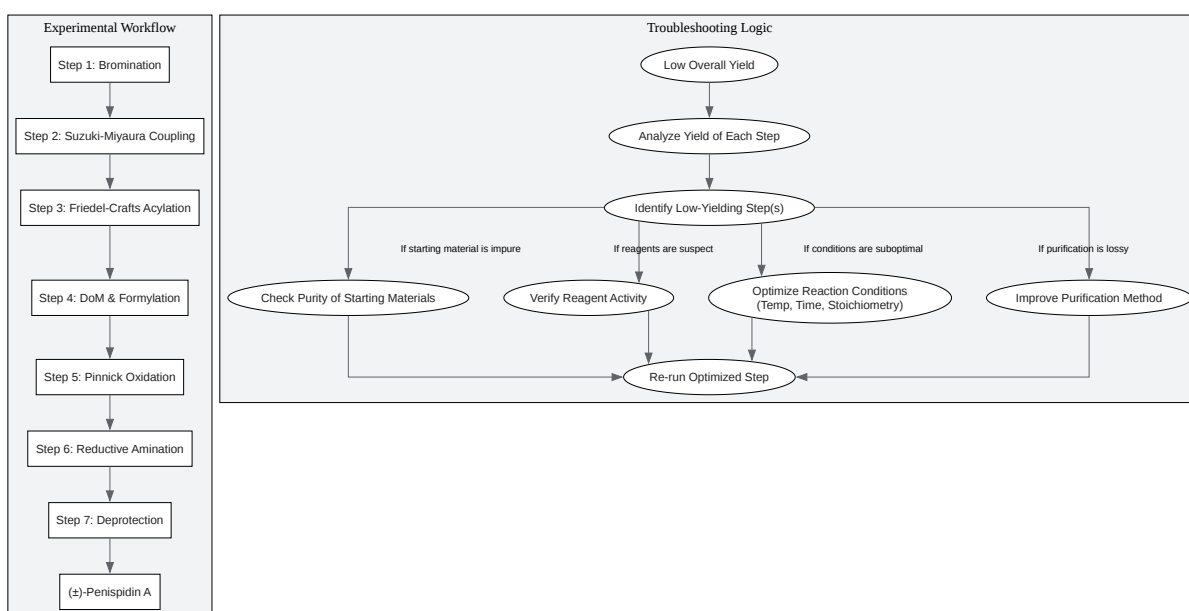 Experimental Workflow
Step 1: Bromination
Step 2: Suzuki-Miyaura Coupling
Step 3: Friedel-Crafts Acylation
Step 4: DoM & Formylation
Step 5: Pinnick Oxidation
Step 6: Reductive Amination
Step 7: Deprotection
(±)-Penispidin A
Troubleshooting Logic
Low Overall Yield
Analyze Yield of Each Step
Identify Low-Yielding Step(s)
If starting material is impure
If reagents are suspect
If conditions are suboptimal
If purification is lossy
Check Purity of Starting Materials
Verify Reagent Activity
Optimize Reaction Conditions
(Temp, Time, Stoichiometry)
Improve Purification Method
Re-run Optimized Step